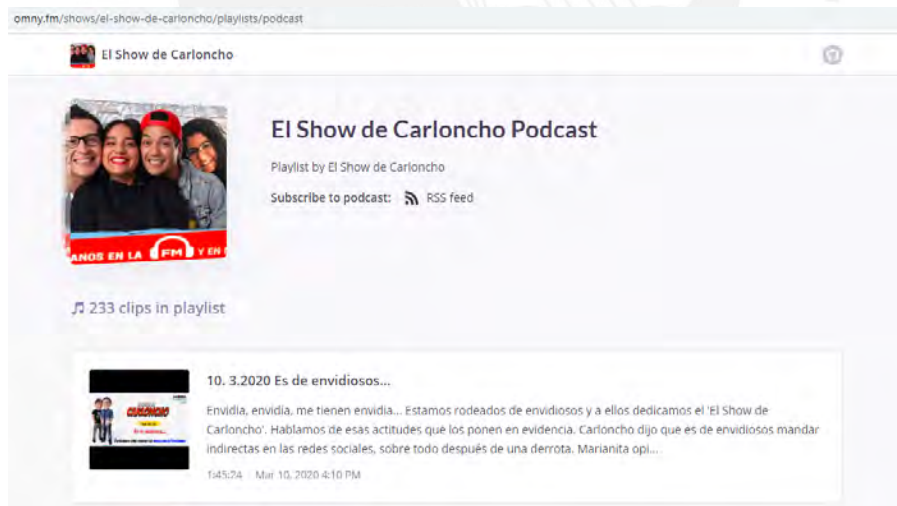 omny.fm/shows/el-show-de-carloncho/playlists/podcast
El Show de Carloncho
El Show de Carloncho Podcast
Playlist by El Show de Carloncho
Subscribe to podcast: RSS feed
ANOS EN LA FM Y EN
233 clips in playlist
10. 3.2020 Es de envidiosos...
Envidia, envidia, me tienen envidia... Estamos rodeados de envidiosos y a ellos dedicamos el 'El Show de
Carloncho'. Hablamos de esas actitudes que los ponen en evidencia. Carloncho dijo que es de envidiosos mandar
indirectas en las redes sociales, sobre todo después de una derrota. Marianita opi...
CARLONCHO
1:45:24 Mar 10, 2020 4:10 PM